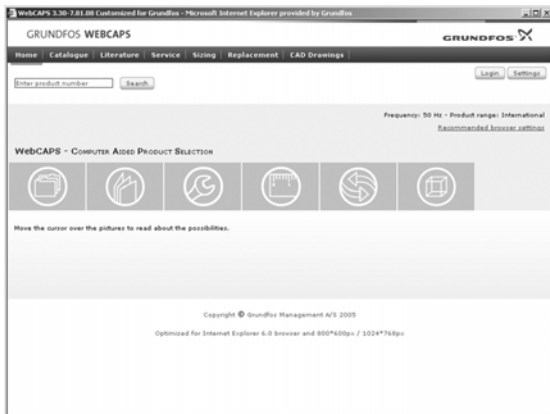 WebCAPS 3.30-7.01.00 Customized for Grundfos - Microsoft Internet Explorer provided by Grundfos
GRUNDFOS WEBCAPS
GRUNDFOS
Home Catalogue Literature Service Sizing Replacement CAD Drawings
Login Settings
Enter product number Search
Frequency: 50 Hz - Product range: International
Recommended browser settings
WebCAPS - Computer Aided Product Selection
Move the cursor over the pictures to read about the possibilities.
Copyright © Grundfos Management A/S 2005
Optimised for Internet Explorer 6.0 browser and 800*600px / 1024*768px